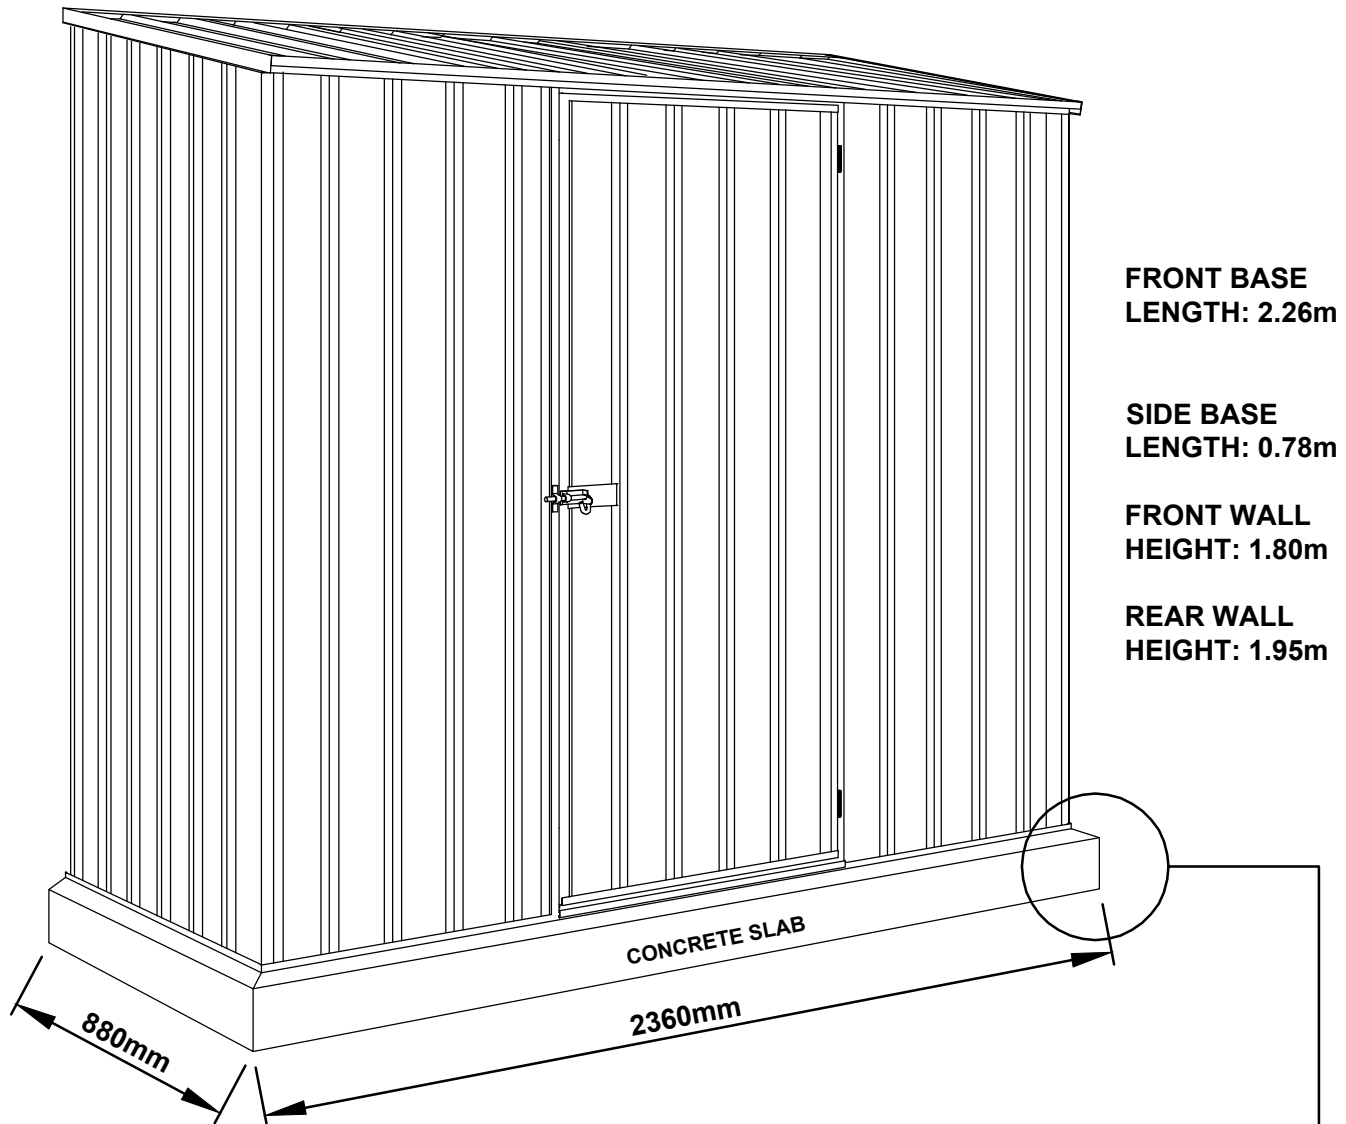 FRONT BASE
LENGTH: 2.26m
SIDE BASE
LENGTH: 0.78m
FRONT WALL
HEIGHT: 1.80m
REAR WALL
HEIGHT: 1.95m
CONCRETE SLAB
2360mm
880mm